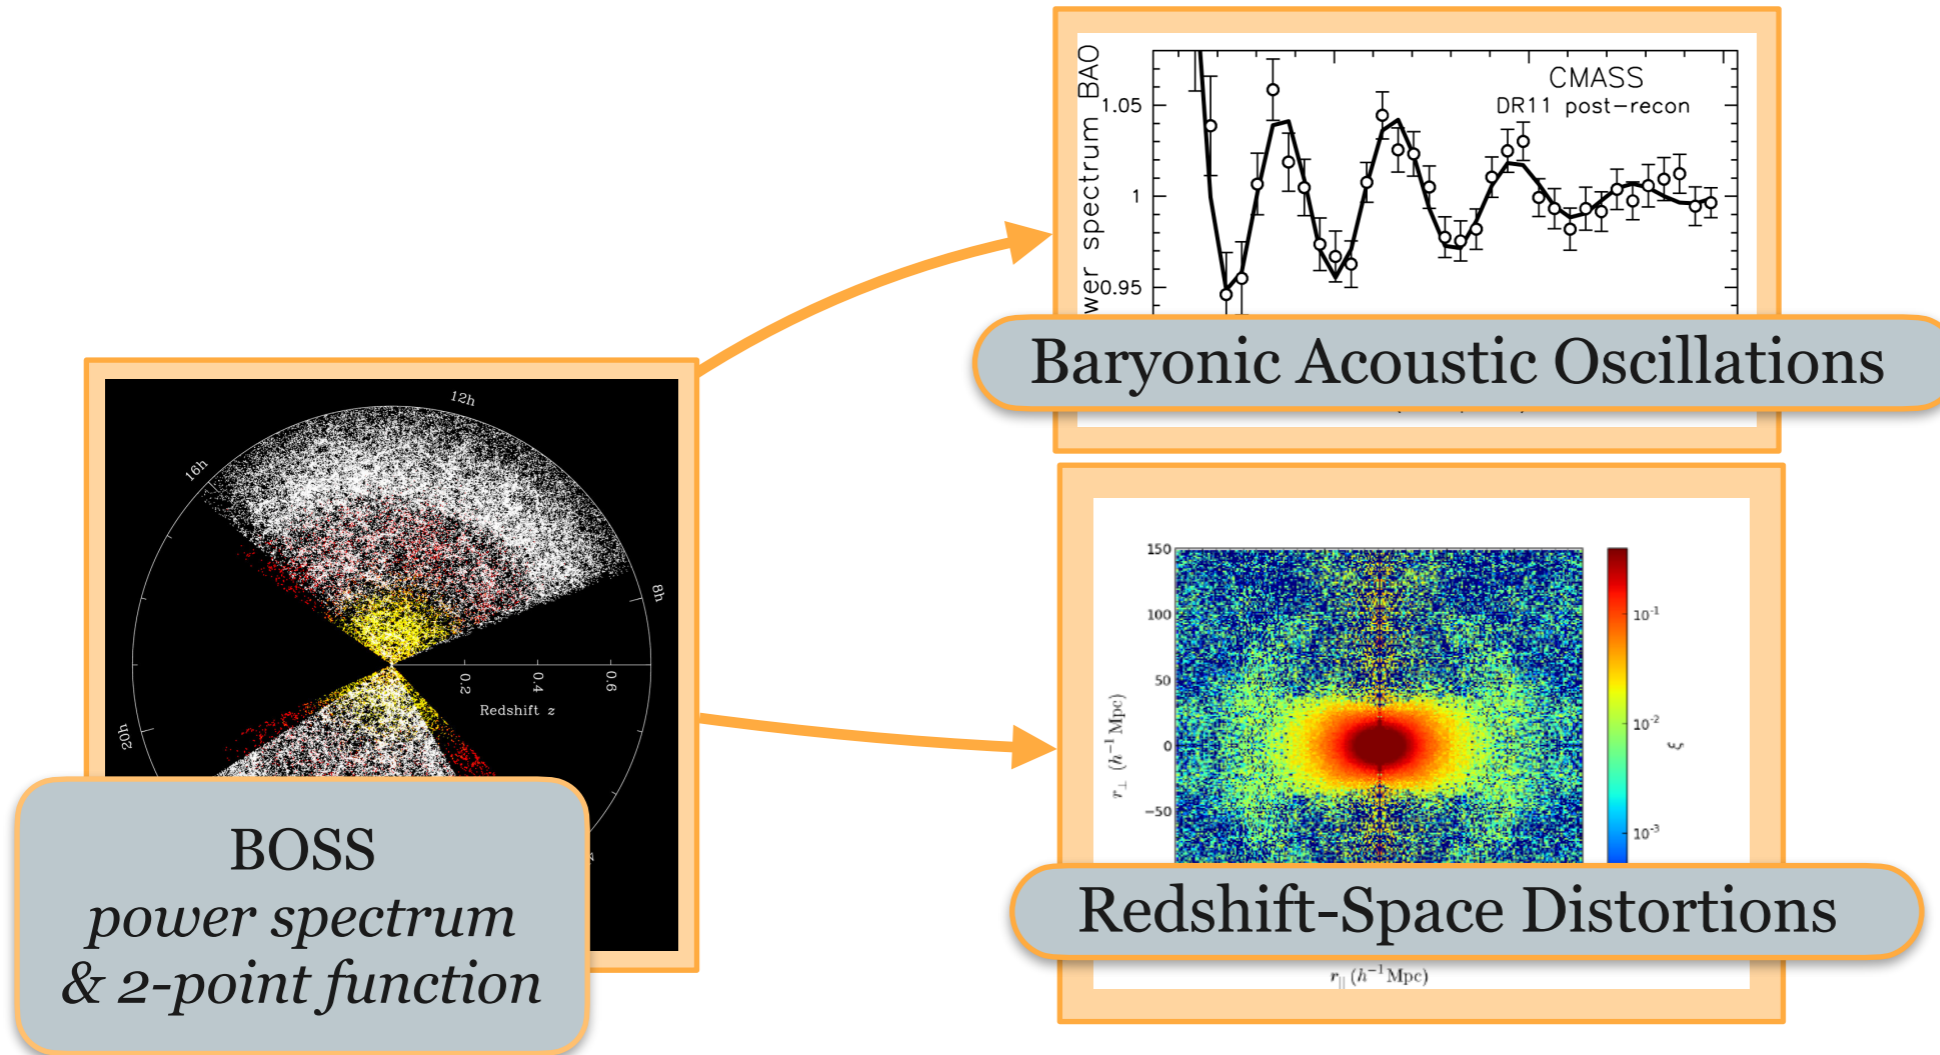 12h
16h
8h
0.2
0.4
0.6
Redshift z
20h
BOSS
power spectrum
& 2-point function
wer spectrum BAO
CMASS
DR11 post-recon
1.05
1
0.95
Baryonic Acoustic Oscillations
150
100
50
0
−50
r⊥ (h⁻¹ Mpc)
10⁻¹
10⁻²
10⁻³
ξ
Redshift-Space Distortions
r|| (h⁻¹ Mpc)